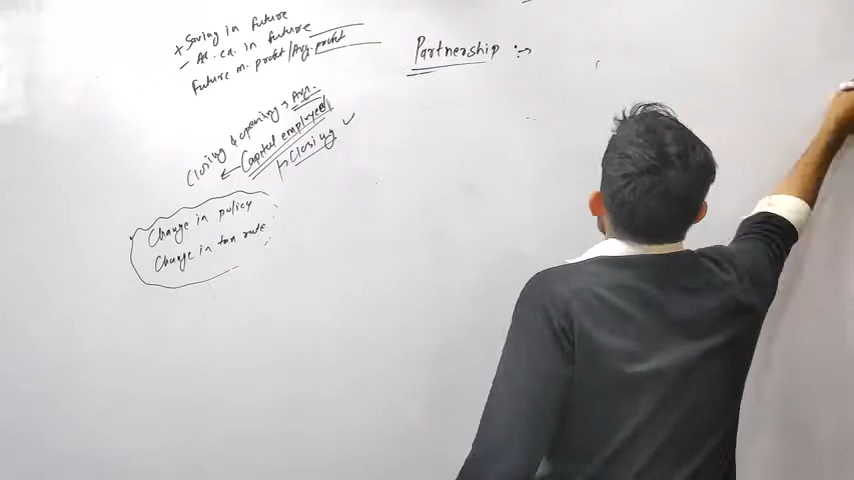 + Saving in future
- Ar. ex. in future
Future m. profit/Avg. profit
Partnership :→
Closing & opening → Avg.
← Capital employed
→ Closing ✓
Change in policy
Change in tax rate